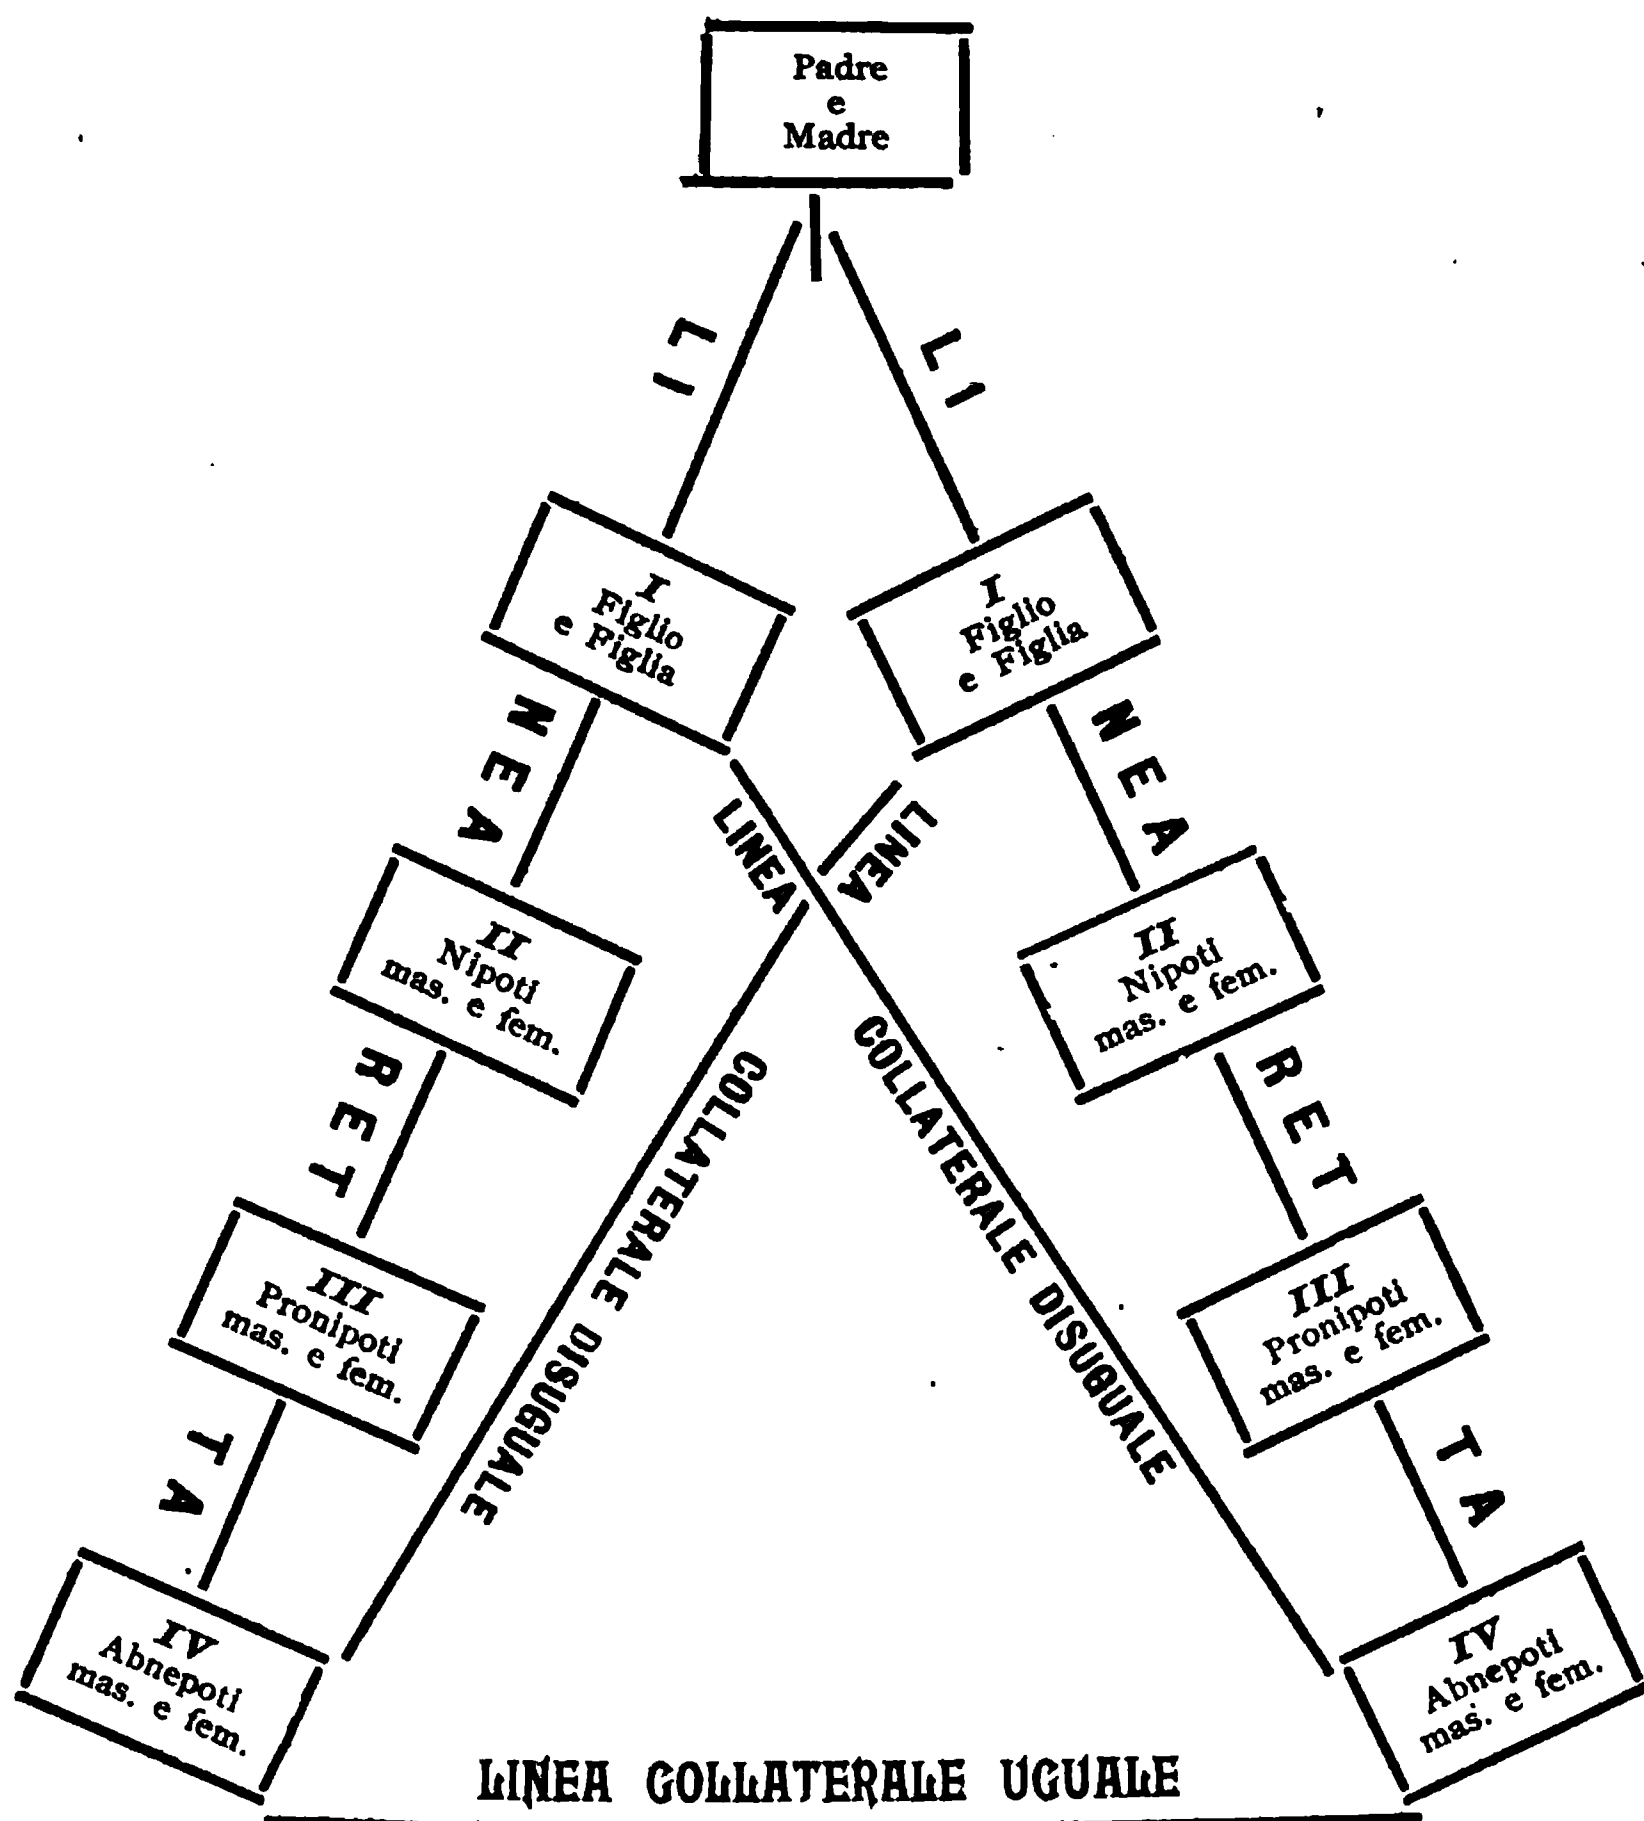 Padre
e
Madre
LI
LI
I
Figlio
e Figlia
I
Figlio
e Figlia
NEA
NEA
LINEA
LINEA
II
Nipoti
mas. e fem.
II
Nipoti
mas. e fem.
RET
RET
COLLATERALE DISUGUALE
COLLATERALE DISUGUALE
III
Pronipoti
mas. e fem.
III
Pronipoti
mas. e fem.
TA
TA
IV
Abnepoti
mas. e fem.
IV
Abnepoti
mas. e fem.
LINEA COLLATERALE UGUALE